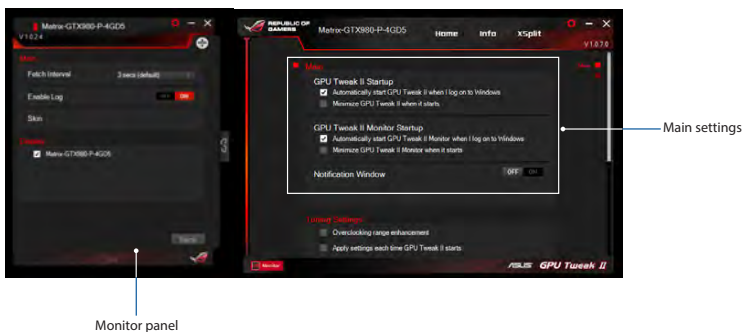 Matrix-GTX980-P-4GD5
V1.0.2.4
Main
Fetch Interval
3 secs (default)
Enable Log
OFF ON
Skin
Matrix-GTX980-P-4GD5
Monitor panel
REPUBLIC OF
GAMERS
Matrix-GTX980-P-4GD5
Home Info XSplit
V1.0.7.0
Main
GPU Tweak II Startup
Automatically start GPU Tweak II when I log on to Windows
Minimize GPU Tweak II when it starts
GPU Tweak II Monitor Startup
Automatically start GPU Tweak II Monitor when I log on to Windows
Minimize GPU Tweak II Monitor when it starts
Notification Window
OFF ON
Overclocking range enhancement
Apply settings each time GPU Tweak II starts
Monitor
ASUS GPU Tweak II
Main settings